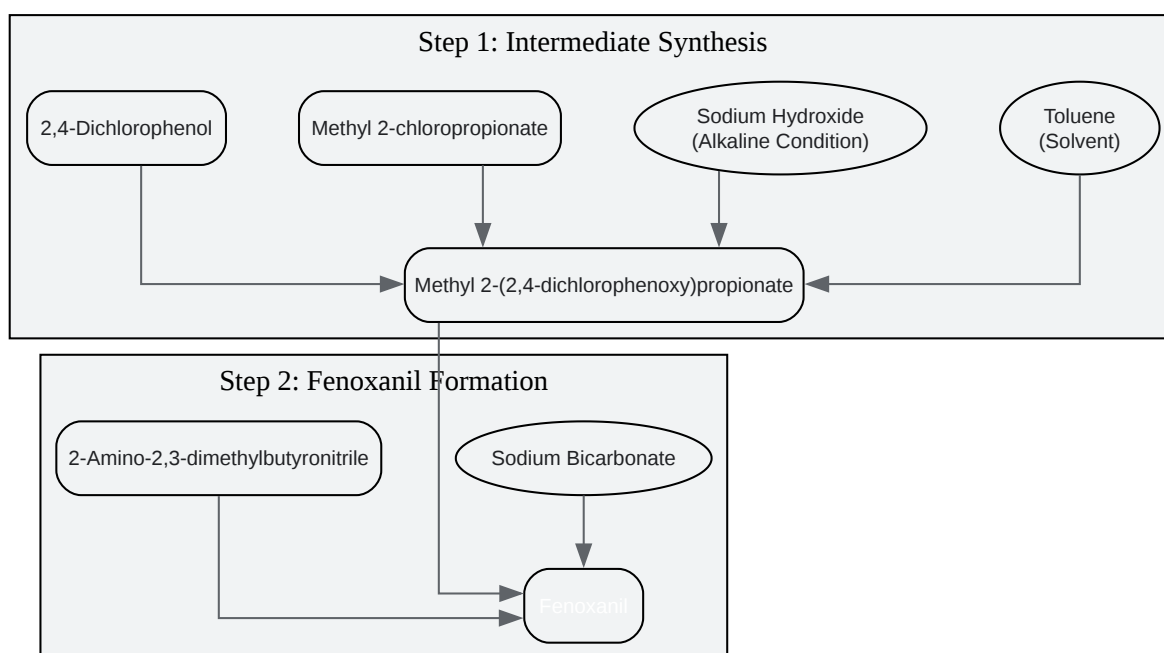 Step 1: Intermediate Synthesis
2,4-Dichlorophenol
Methyl 2-chloropropionate
Sodium Hydroxide
(Alkaline Condition)
Toluene
(Solvent)
Methyl 2-(2,4-dichlorophenoxy)propionate
Step 2: Fenoxanil Formation
2-Amino-2,3-dimethylbutyronitrile
Sodium Bicarbonate
Fenoxanil